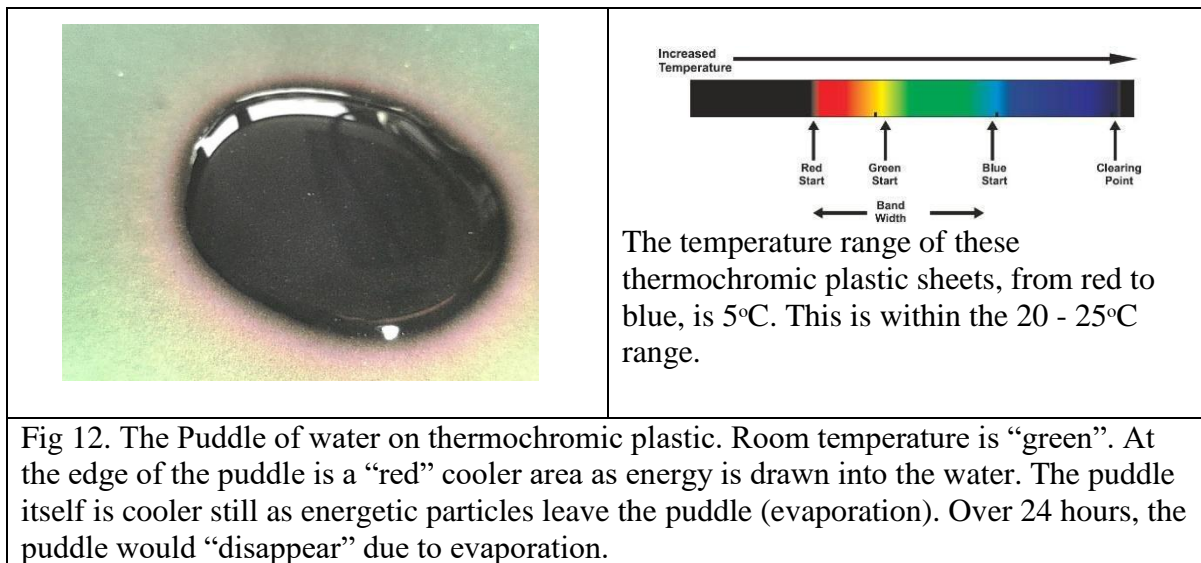 Increased
Temperature
Red
Start
Green
Start
Blue
Start
Clearing
Point
Band
Width
The temperature range of these
thermochromic plastic sheets, from red to
blue, is 5°C. This is within the 20 - 25°C
range.
Fig 12. The Puddle of water on thermochromic plastic. Room temperature is “green”. At
the edge of the puddle is a “red” cooler area as energy is drawn into the water. The puddle
itself is cooler still as energetic particles leave the puddle (evaporation). Over 24 hours, the
puddle would “disappear” due to evaporation.